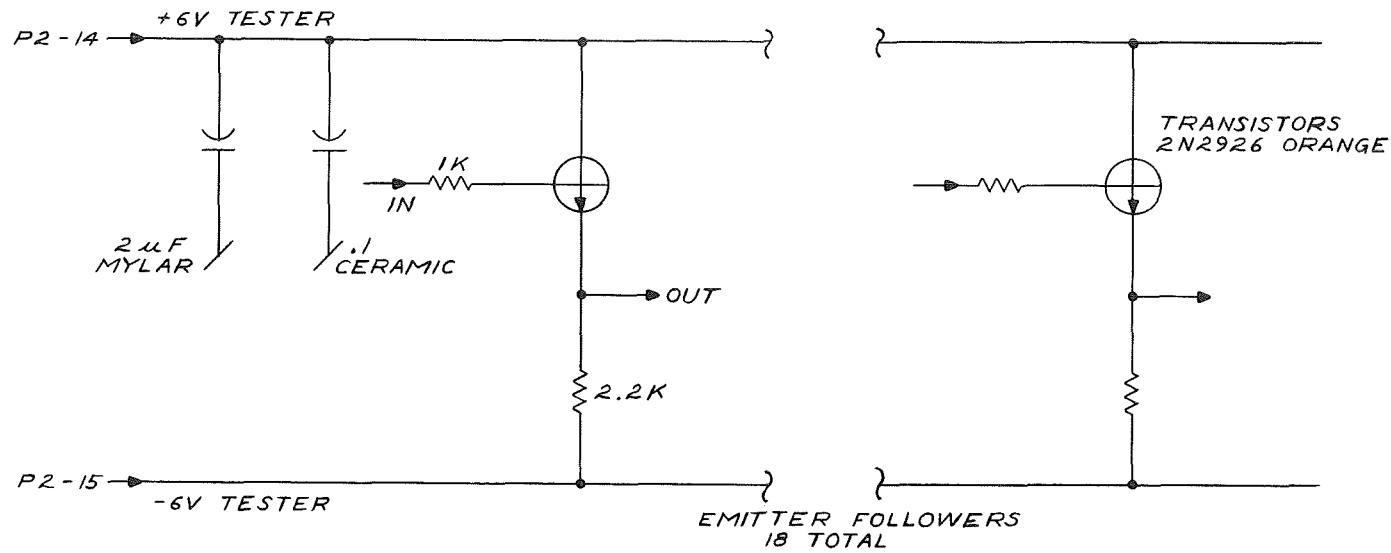 +6V TESTER
P2-14
TRANSISTORS
2N2926 ORANGE
1K
IN
2 uF
MYLAR
.1
CERAMIC
OUT
2.2K
P2-15
-6V TESTER
EMITTER FOLLOWERS
18 TOTAL